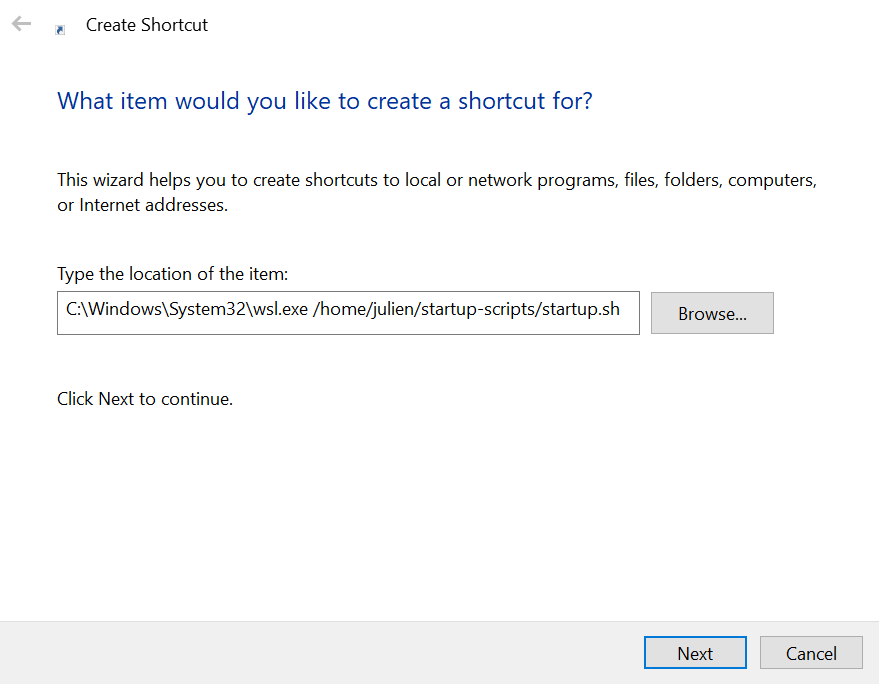 Create Shortcut
What item would you like to create a shortcut for?
This wizard helps you to create shortcuts to local or network programs, files, folders, computers,
or Internet addresses.
Type the location of the item:
C:\Windows\System32\wsl.exe /home/julien/startup-scripts/startup.sh
Browse...
Click Next to continue.
Next
Cancel